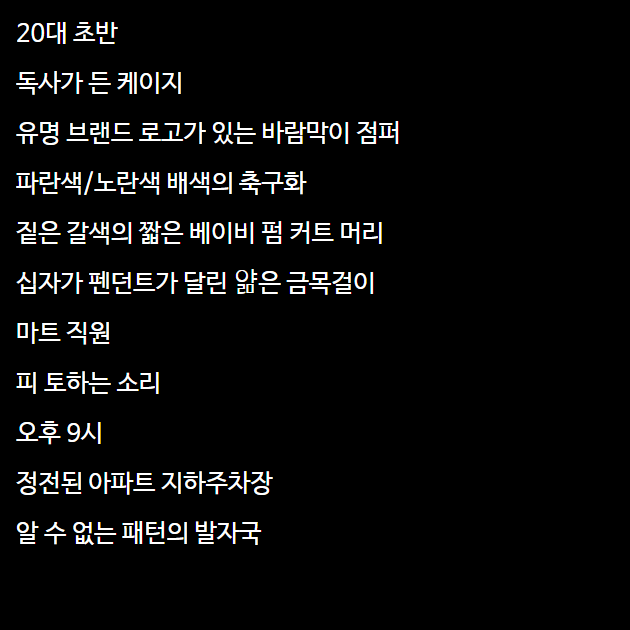 20대 초반
독사가 든 케이지
유명 브랜드 로고가 있는 바람막이 점퍼
파란색/노란색 배색의 축구화
짙은 갈색의 짧은 베이비 펌 커트 머리
십자가 펜던트가 달린 얇은 금목걸이
마트 직원
피 토하는 소리
오후 9시
정전된 아파트 지하주차장
알 수 없는 패턴의 발자국